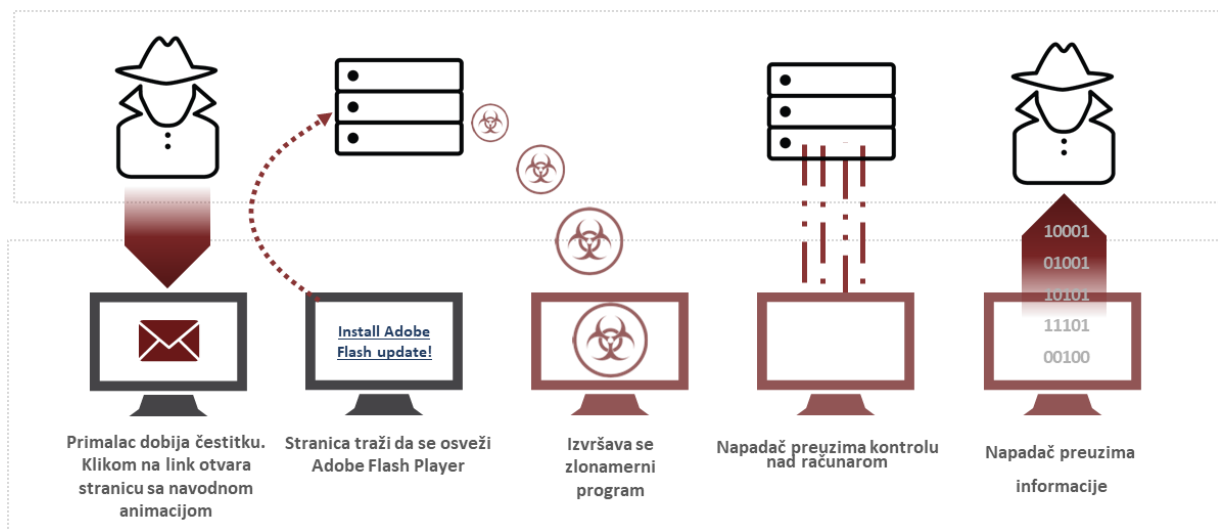 Install Adobe
Flash update!
10001
01001
10101
11101
00100
Primalac dobija čestitku.
Klikom na link otvara
stranicu sa navodnom
animacijom
Stranica traži da se osveži
Adobe Flash Player
Izvršava se
zlonamerni
program
Napadač preuzima kontrolu
nad računarom
Napadač preuzima
informacije